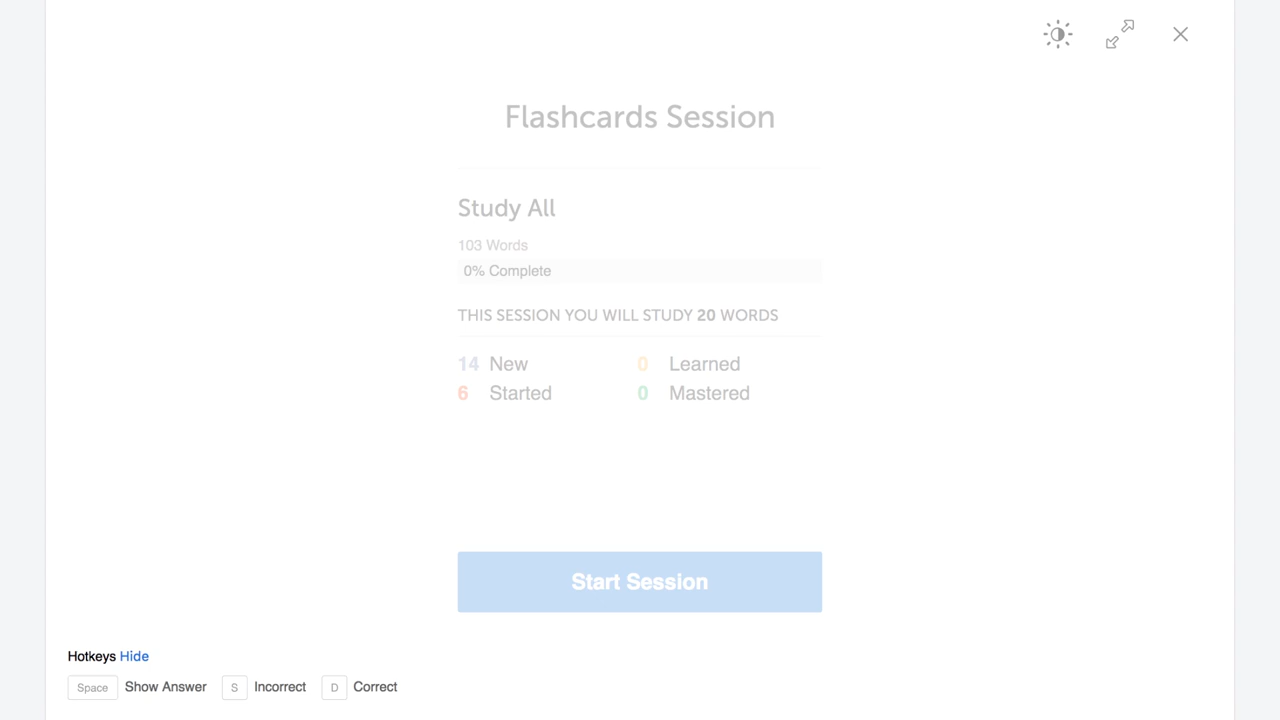 Flashcards Session
Study All
103 Words
0% Complete
THIS SESSION YOU WILL STUDY 20 WORDS
14 New 0 Learned
6 Started 0 Mastered
Start Session
Hotkeys Hide
Space Show Answer S Incorrect D Correct